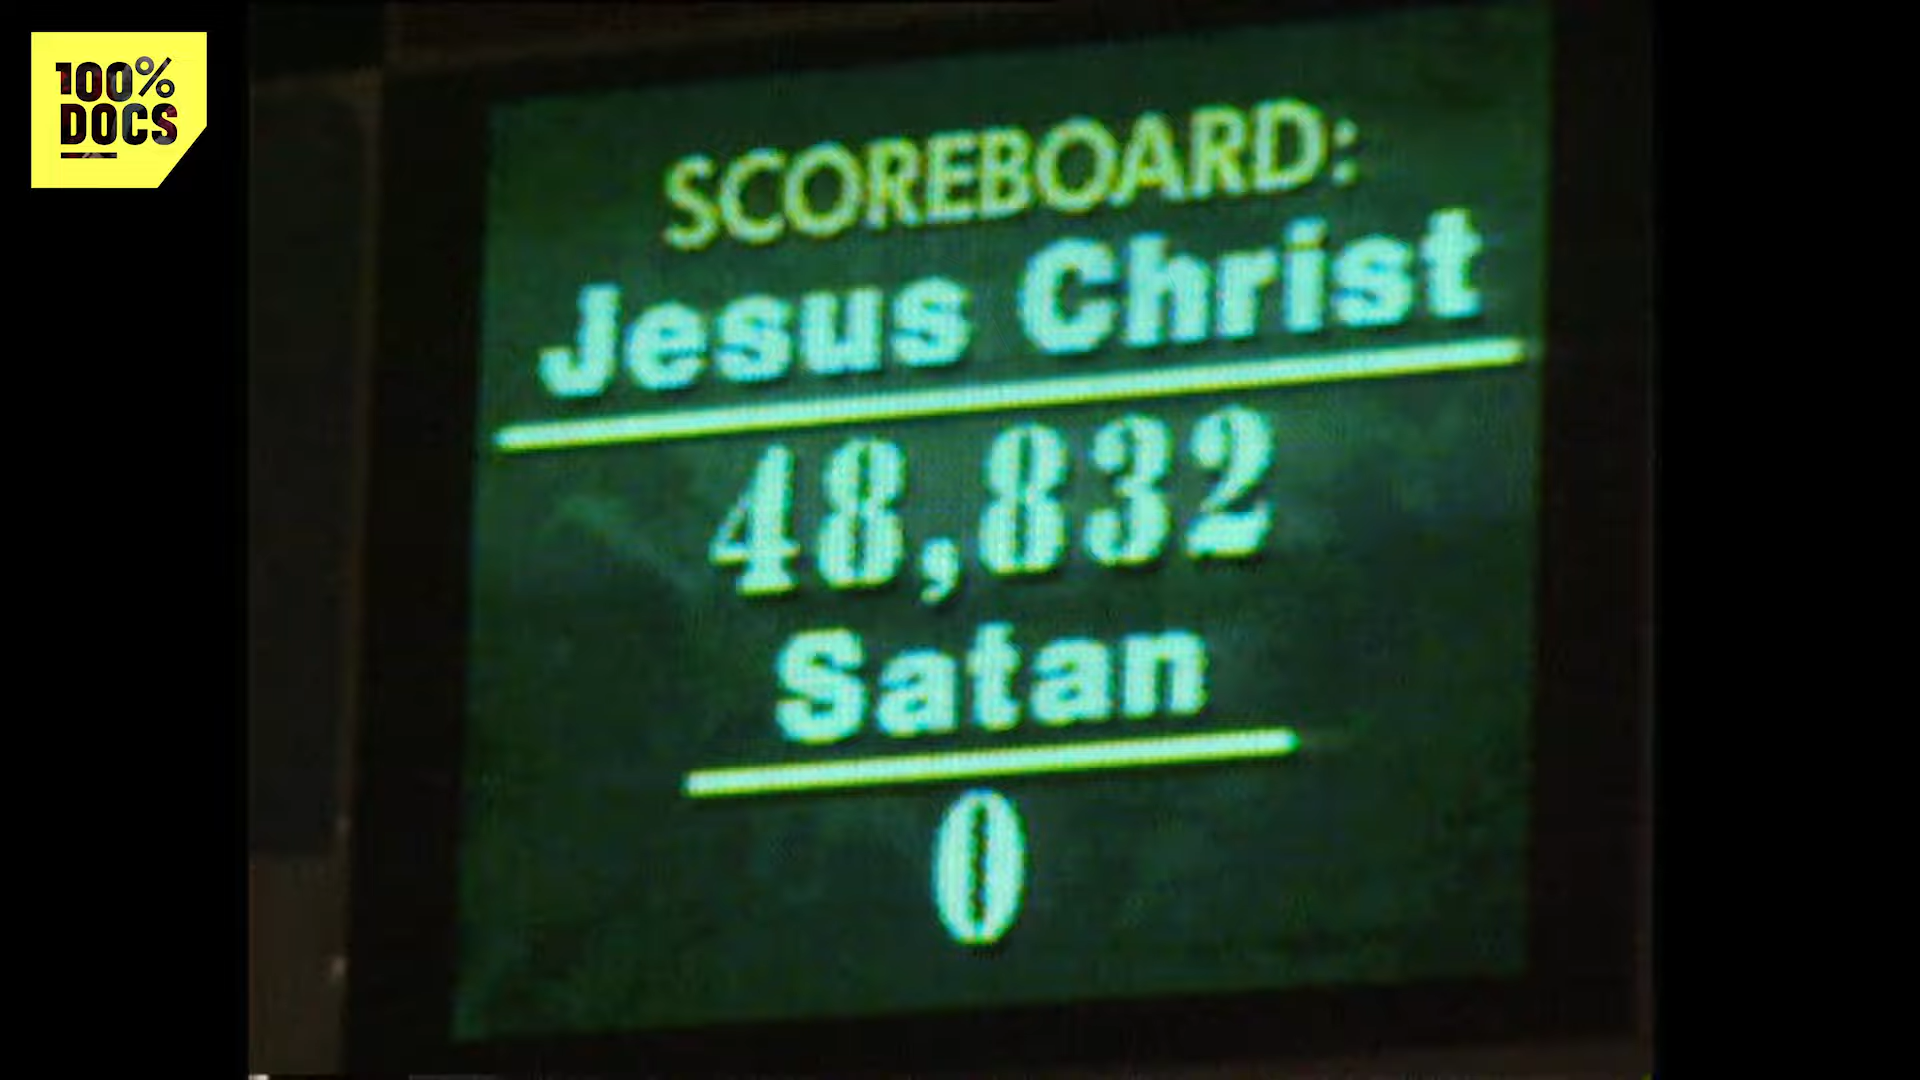 100%
DOCS
SCOREBOARD:
Jesus Christ
48,832
Satan
0